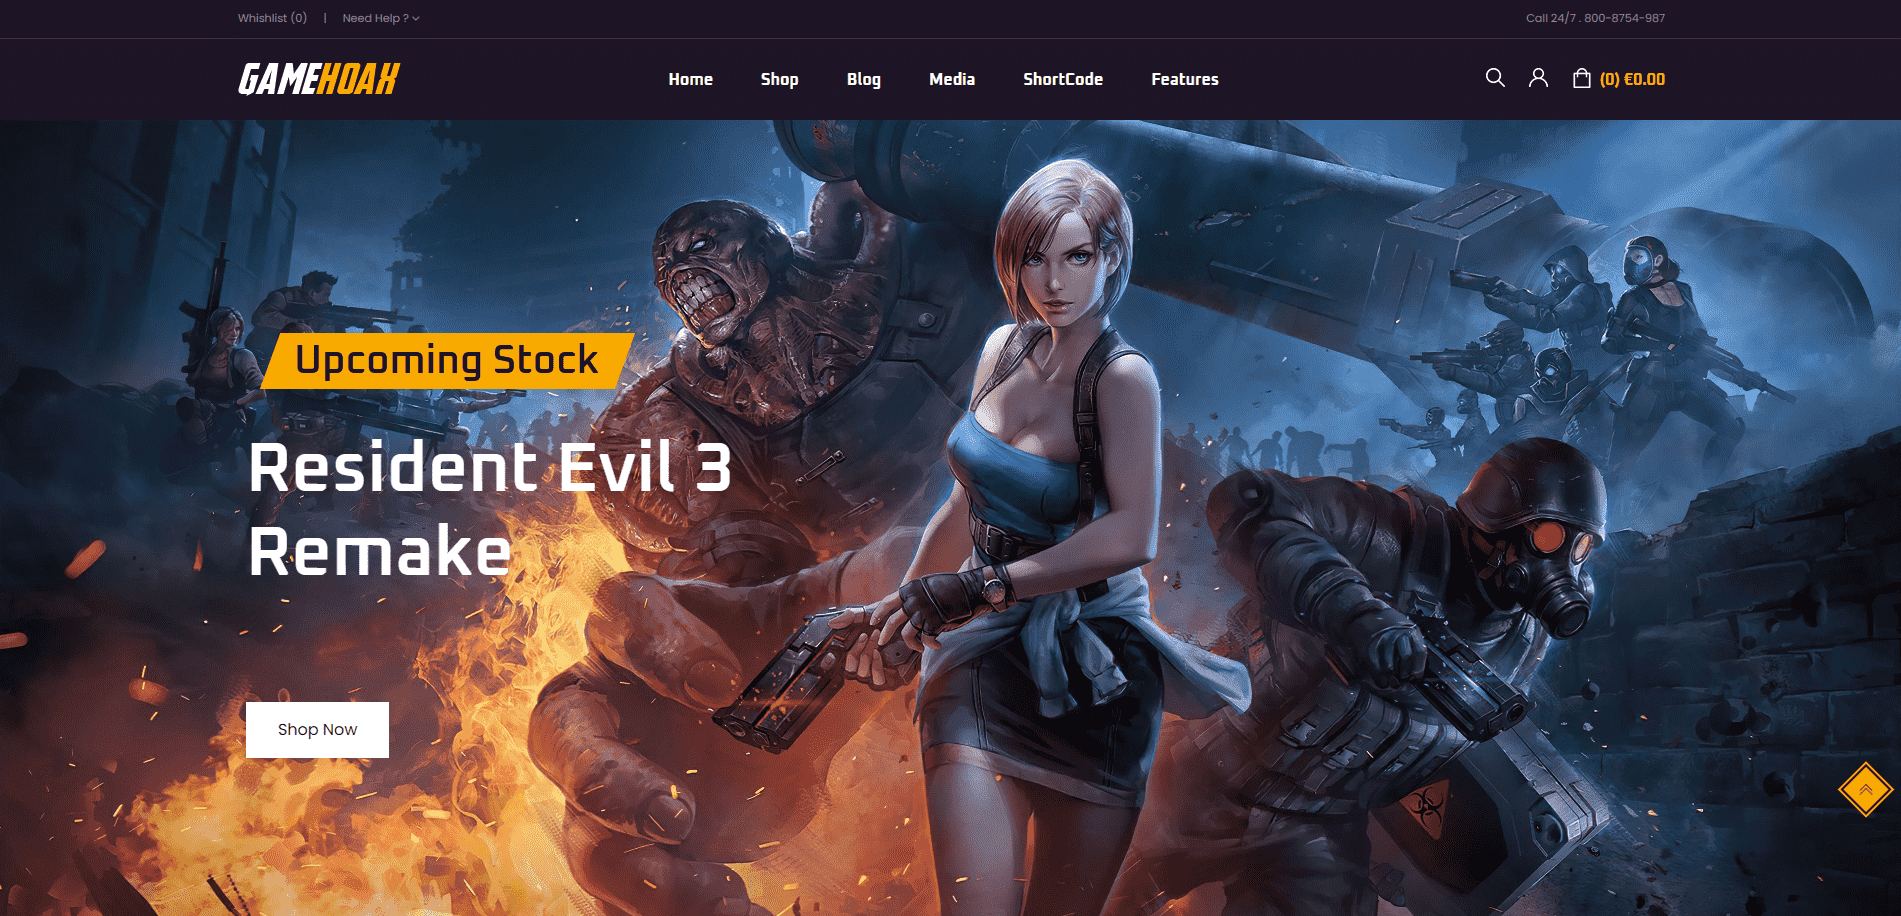 Whishlist (0) | Need Help ?
Call 24/7 . 800-8754-987
GAMEHOAX
Home Shop Blog Media ShortCode Features
(0) €0.00
Upcoming Stock
Resident Evil 3
Remake
Shop Now